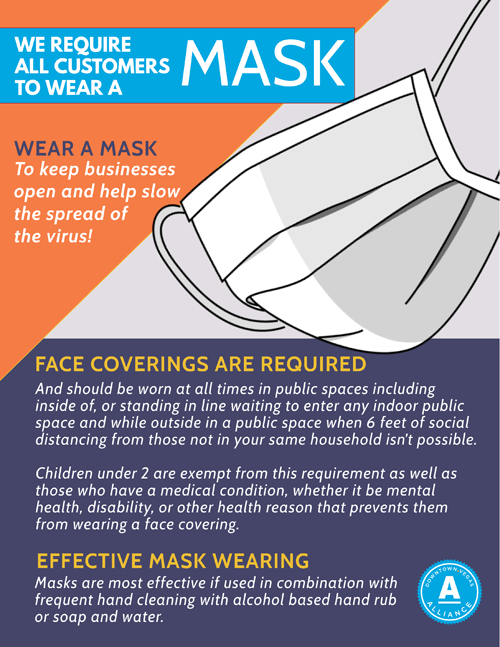 WE REQUIRE
ALL CUSTOMERS
TO WEAR A
MASK
WEAR A MASK
To keep businesses
open and help slow
the spread of
the virus!
FACE COVERINGS ARE REQUIRED
And should be worn at all times in public spaces including
inside of, or standing in line waiting to enter any indoor public
space and while outside in a public space when 6 feet of social
distancing from those not in your same household isn't possible.
Children under 2 are exempt from this requirement as well as
those who have a medical condition, whether it be mental
health, disability, or other health reason that prevents them
from wearing a face covering.
EFFECTIVE MASK WEARING
Masks are most effective if used in combination with
frequent hand cleaning with alcohol based hand rub
or soap and water.
DOWNTOWN VEGAS
A
ALLIANCE